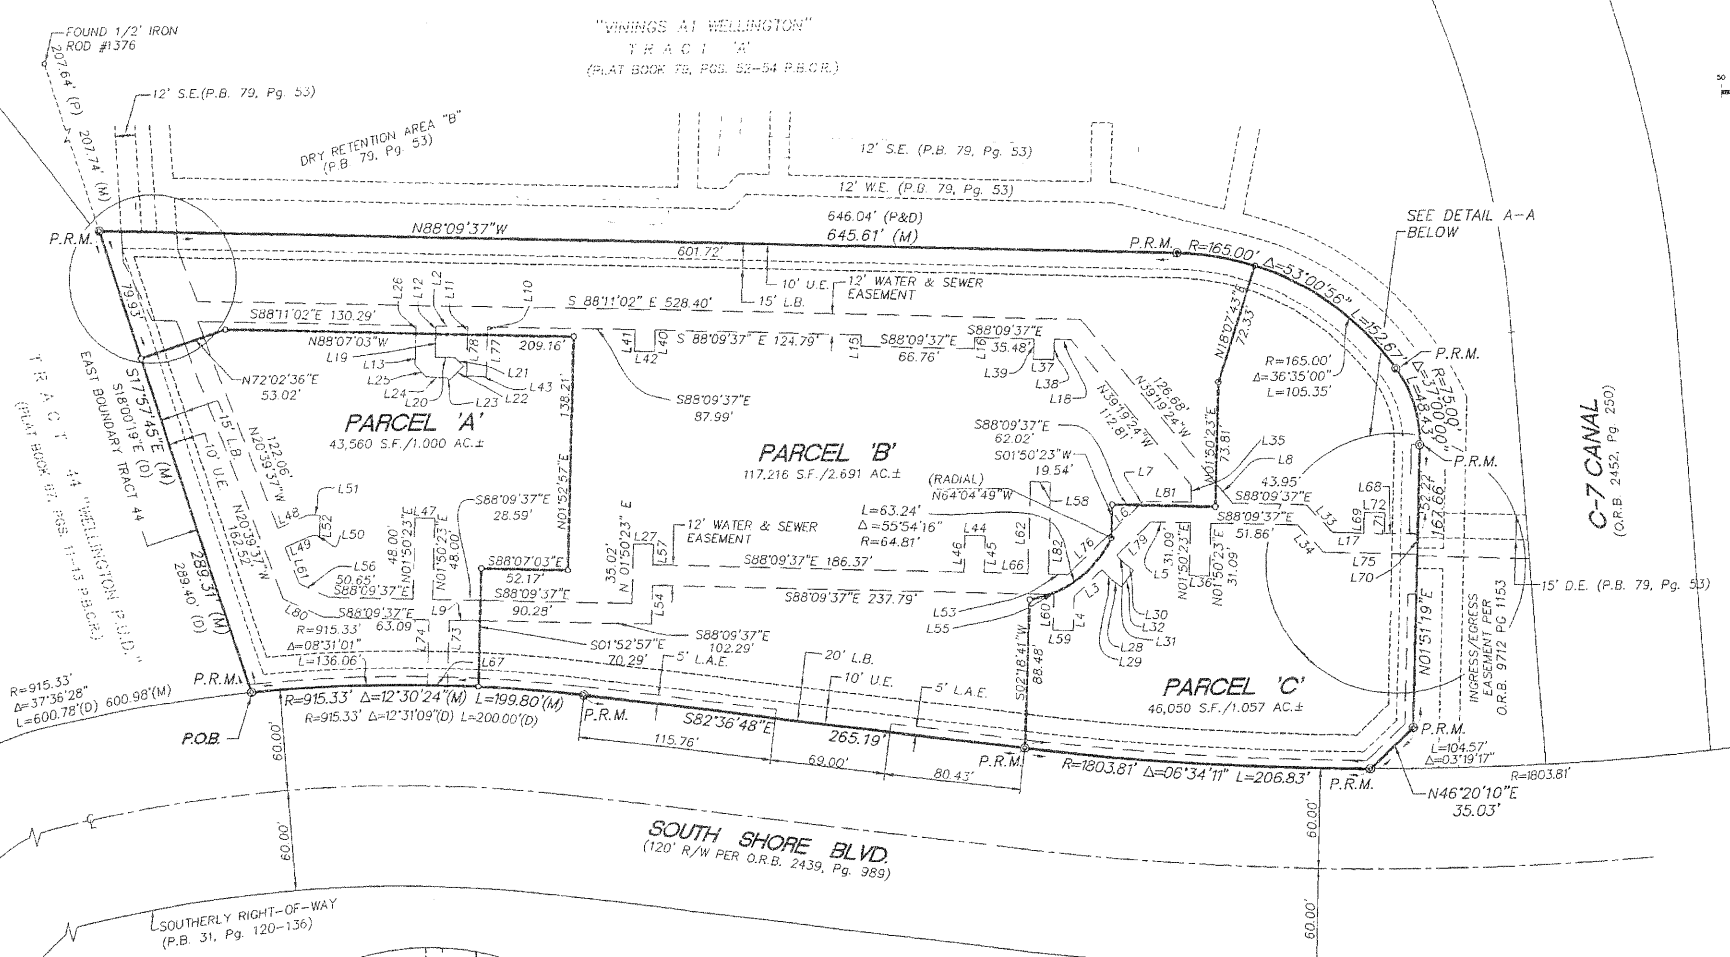 FOUND 1/2' IRON
ROD #1376
207.64' (P) 207.74' (M)
12' S.E.(P.B. 79, Pg. 53)
"VININGS AT WELLINGTON"
TRACT 'A'
(PLAT BOOK 79, PGS. 52-54 P.B.C.R.)
DRY RETENTION AREA "B"
(P.B. 79, Pg. 53)
12' S.E. (P.B. 79, Pg. 53)
12' W.E. (P.B. 79, Pg. 53)
50
SEE DETAIL A-A
BELOW
P.R.M.
N88°09'37"W
646.04' (P&D)
645.61' (M)
601.72'
P.R.M.
R=165.00'
Δ=53°00'56"
L=152.67'
10' U.E.
15' L.B.
12' WATER & SEWER
EASEMENT
S 88°11'02" E 528.40'
S88°11'02"E 130.29'
L26
L12
L2
L11
L10
79.93'
N88°07'03"W
209.16'
L19
L13
L25
L24
L20
L78
L77
L21
L43
L22
L23
N72°02'36"E
53.02'
L41
L42
L40
S 88°09'37"E 124.79'
L15
S88°09'37"E
66.76'
L16
S88°09'37"E
35.48'
L39
L37
L38
L18
S88°09'37"E
87.99'
N18°07'43"E
72.33'
R=165.00'
Δ=36°35'00"
L=105.35'
P.R.M.
R=75.00'
Δ=37°00'00"
L=48.43'
P.R.M.
126.68'
N39°19'24"W
N39°19'24"W
112.81'
N01°50'23"E
73.81'
C-7 CANAL
(O.R.B. 2452, Pg. 250)
TRACT 44 "WELLINGTON P.U.D."
(PLAT BOOK 67, PGS. 11-13 P.B.C.R.)
EAST BOUNDARY TRACT 44
S18°00'19"E (D)
S17°57'45"E (M)
289.31' (M)
289.40' (D)
15' L.B.
10' U.E.
122.06'
N20°39'37"W
N20°39'37"W
162.52'
PARCEL 'A'
43,560 S.F./1.000 AC.±
138.21'
N01°52'57"E
PARCEL 'B'
117,216 S.F./2.691 AC.±
S88°09'37"E
62.02'
S01°50'23"W
19.54'
(RADIAL)
N64°04'49"W
L7
L35
L8
43.95'
S88°09'37"E
L81
L58
L6
S88°09'37"E
51.86'
L33
L34
L68
L72
L69
L71
L17
L75
L70
152.22'
167.66'
N01°51'19"E
L51
L48
L52
L50
L49
L61
L56
50.65'
S88°09'37"E
L80
48.00'
N01°50'23"E
L47
N01°50'23"E
48.00'
S88°09'37"E
28.59'
S88°07'03"E
52.17'
S88°09'37"E
90.28'
35.02'
N 01°50'23" E
L27
L57
L54
12' WATER & SEWER
EASEMENT
S88°09'37"E 186.37'
S88°09'37"E 237.79'
L=63.24'
Δ=55°54'16"
R=64.81'
L44
L46
L45
L62
L66
L82
L76
L79
L5
31.09'
N01°50'23"E
L36
N01°50'23"E
31.09'
L53
L55
L60
L59
L4
L3
L30
L32
L31
L28
L29
15' D.E. (P.B. 79, Pg. 53)
INGRESS/EGRESS
EASEMENT PER
O.R.B. 9712 PG 1153
S88°09'37"E
63.09
L9
L74
L73
R=915.33'
Δ=08°31'01"
L=136.06'
S01°52'57"E
70.29'
S88°09'37"E
102.29'
L67
5' L.A.E.
20' L.B.
10' U.E.
5' L.A.E.
S02°18'41"W
88.48'
PARCEL 'C'
46,050 S.F./1.057 AC.±
R=915.33'
Δ=37°36'28"
L=600.78'(D) 600.98'(M)
P.R.M.
R=915.33' Δ=12°30'24"(M) L=199.80'(M)
R=915.33' Δ=12°31'09"(D) L=200.00'(D)
P.R.M.
P.O.B.
S82°36'48"E
265.19'
115.76'
69.00'
80.43'
P.R.M.
R=1803.81' Δ=06°34'11" L=206.83'
P.R.M.
P.R.M.
L=104.57'
Δ=03°19'17"
R=1803.81'
N46°20'10"E
35.03'
60.00'
60.00'
60.00'
60.00'
SOUTH SHORE BLVD.
(120' R/W PER O.R.B. 2439, Pg. 989)
SOUTHERLY RIGHT-OF-WAY
(P.B. 31, Pg. 120-136)